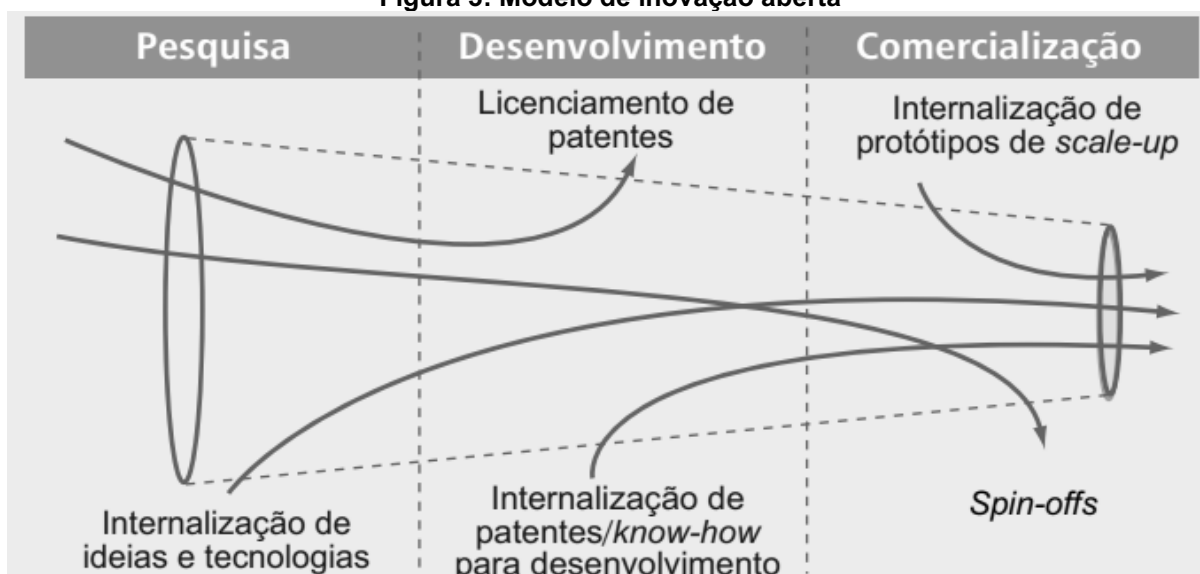 Figura 3: Modelo de inovação aberta
Pesquisa
Desenvolvimento
Comercialização
Licenciamento de
patentes
Internalização de
protótipos de scale-up
Internalização de
ideias e tecnologias
Internalização de
patentes/know-how
para desenvolvimento
Spin-offs